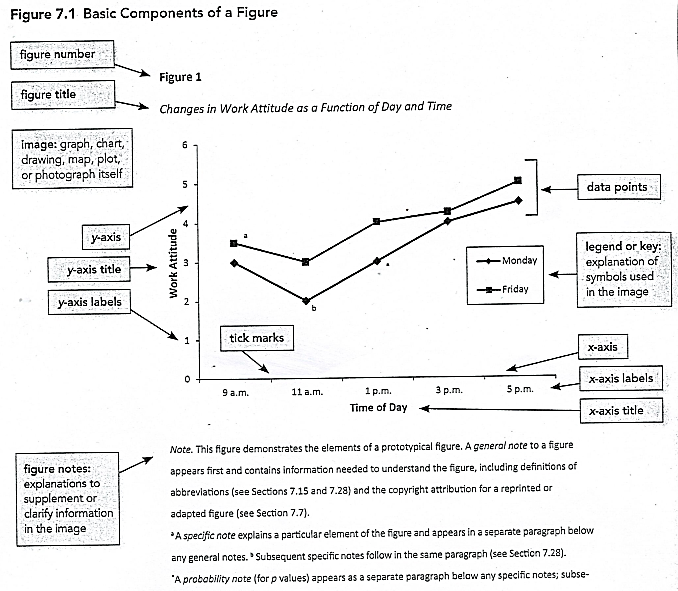 Figure 7.1 Basic Components of a Figure
figure number
Figure 1
figure title
Changes in Work Attitude as a Function of Day and Time
image: graph, chart,
drawing, map, plot,
or photograph itself
6
5
4
3
2
1
0
Work Attitude
y-axis
y-axis title
y-axis labels
a
b
*
tick marks
data points
Monday
Friday
legend or key:
explanation of
symbols used
in the image
x-axis
9 a.m. 11 a.m. 1 p.m. 3 p.m. 5 p.m.
x-axis labels
Time of Day
x-axis title
figure notes:
explanations to
supplement or
clarify information
in the image
Note. This figure demonstrates the elements of a prototypical figure. A general note to a figure
appears first and contains information needed to understand the figure, including definitions of
abbreviations (see Sections 7.15 and 7.28) and the copyright attribution for a reprinted or
adapted figure (see Section 7.7).
ᵃA specific note explains a particular element of the figure and appears in a separate paragraph below
any general notes. ᵇ Subsequent specific notes follow in the same paragraph (see Section 7.28).
*A probability note (for p values) appears as a separate paragraph below any specific notes; subse-